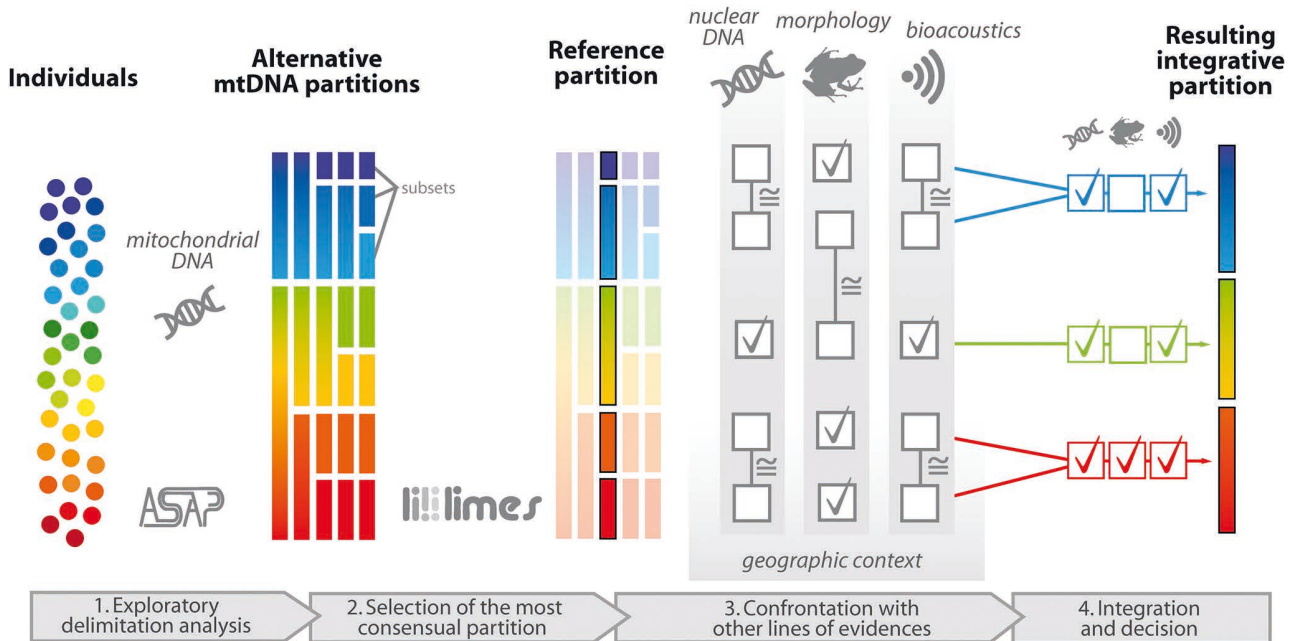 Individuals
Alternative
mtDNA partitions
Reference
partition
nuclear
DNA
morphology
bioacoustics
Resulting
integrative
partition
subsets
mitochondrial
DNA
≅
≅
≅
≅
≅
ASAP
limes
geographic context
1. Exploratory
delimitation analysis
2. Selection of the most
consensual partition
3. Confrontation with
other lines of evidences
4. Integration
and decision